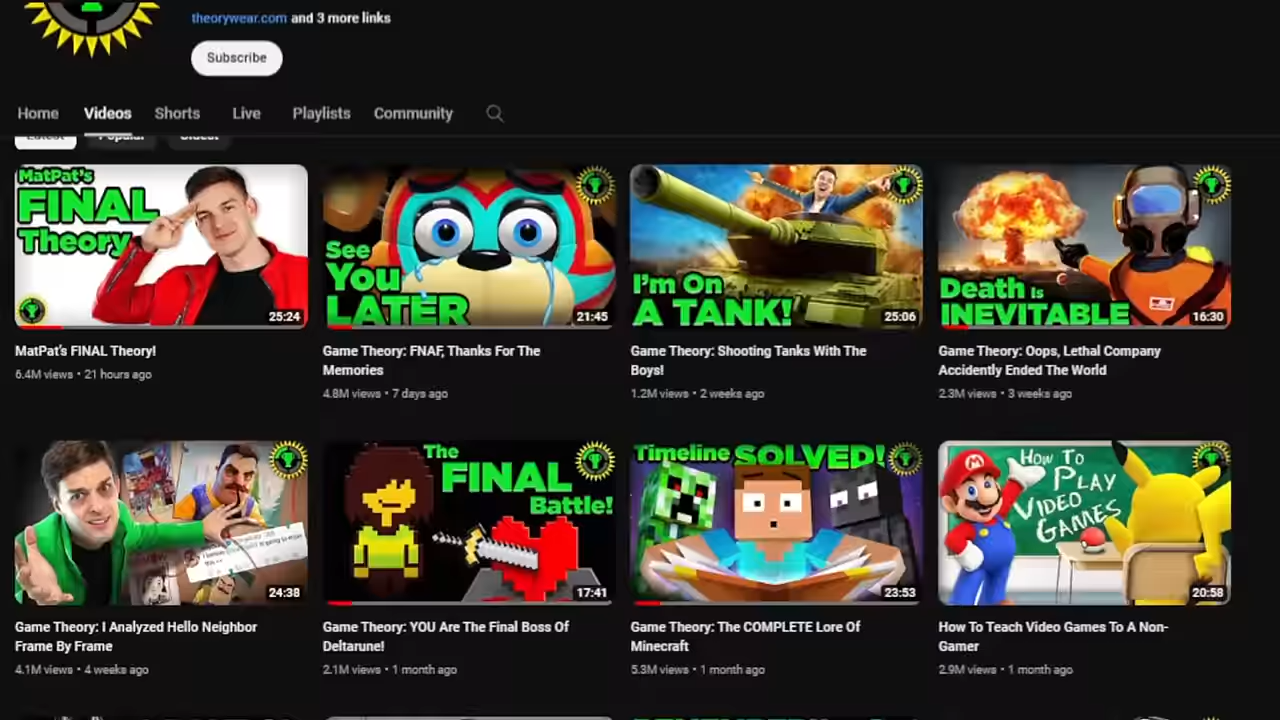 theorywear.com and 3 more links
Subscribe
Home Videos Shorts Live Playlists Community
Latest Popular Oldest
MatPat's
FINAL
Theory
25:24
See
You
LATER
21:45
I'm On
A TANK!
25:06
Death Is
INEVITABLE
16:30
MatPat's FINAL Theory!
6.4M views • 21 hours ago
Game Theory: FNAF, Thanks For The
Memories
4.8M views • 7 days ago
Game Theory: Shooting Tanks With The
Boys!
1.2M views • 2 weeks ago
Game Theory: Oops, Lethal Company
Accidently Ended The World
2.3M views • 3 weeks ago
24:38
The
FINAL
Battle!
17:41
Timeline SOLVED!
23:53
HOW TO
PLAY
VIDEO
GAMES
20:58
Game Theory: I Analyzed Hello Neighbor
Frame By Frame
4.1M views • 4 weeks ago
Game Theory: YOU Are The Final Boss Of
Deltarune!
2.1M views • 1 month ago
Game Theory: The COMPLETE Lore Of
Minecraft
5.3M views • 1 month ago
How To Teach Video Games To A Non-
Gamer
2.9M views • 1 month ago